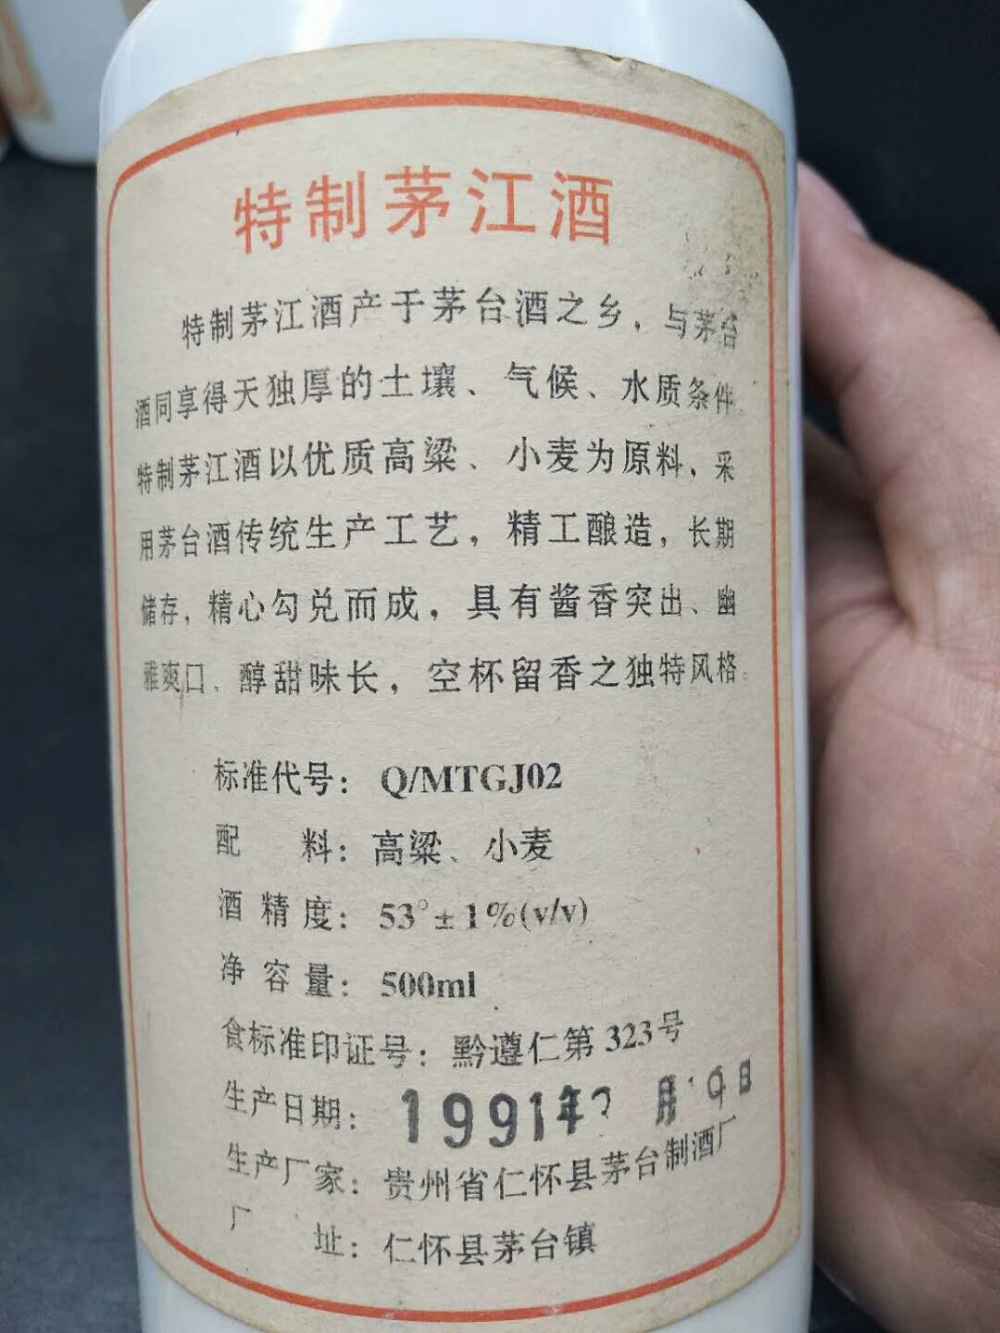 特制茅江酒
特制茅江酒产于茅台酒之乡，与茅台
酒同享得天独厚的土壤、气候、水质条件。
特制茅江酒以优质高粱、小麦为原料，采
用茅台酒传统生产工艺，精工酿造，长期
储存，精心勾兑而成，具有酱香突出、幽
雅爽口、醇甜味长，空杯留香之独特风格。
标准代号：Q/MTGJ02
配 料：高粱、小麦
酒精度：53°±1%(v/v)
净容量：500ml
食标准印证号：黔遵仁第323号
生产日期：1991年 月 日
生产厂家：贵州省仁怀县茅台制酒厂
厂 址：仁怀县茅台镇